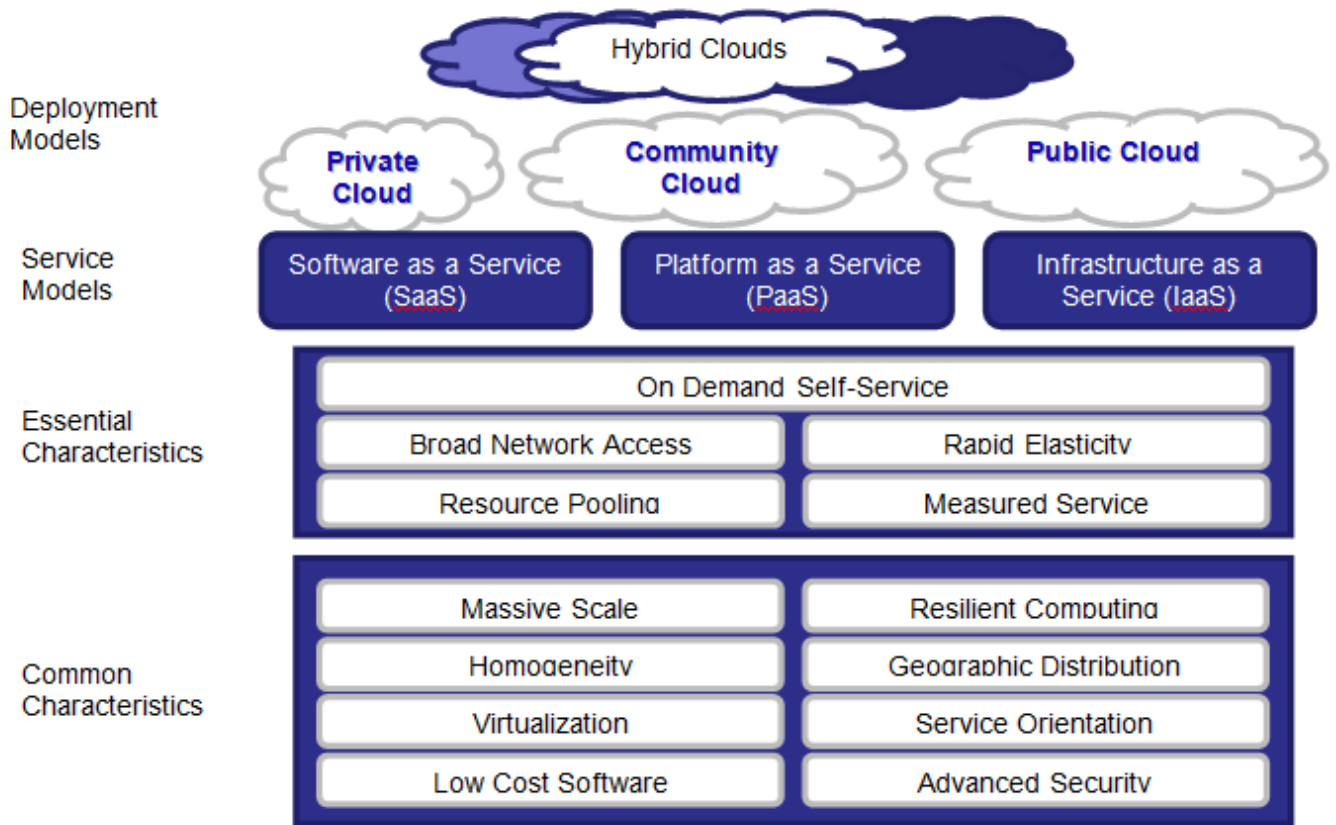 Hybrid Clouds
Deployment
Models
Private
Cloud
Community
Cloud
Public Cloud
Service
Models
Software as a Service
(SaaS)
Platform as a Service
(PaaS)
Infrastructure as a
Service (IaaS)
Essential
Characteristics
On Demand Self-Service
Broad Network Access
Rapid Elasticity
Resource Pooling
Measured Service
Common
Characteristics
Massive Scale
Resilient Computing
Homogeneity
Geographic Distribution
Virtualization
Service Orientation
Low Cost Software
Advanced Security